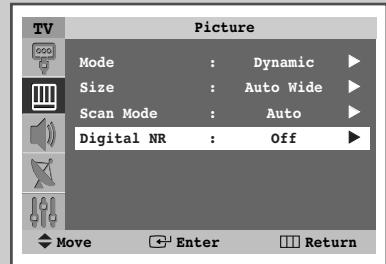 TV Picture
Mode : Dynamic
Size : Auto Wide
Scan Mode : Auto
Digital NR : Off
Move Enter Return